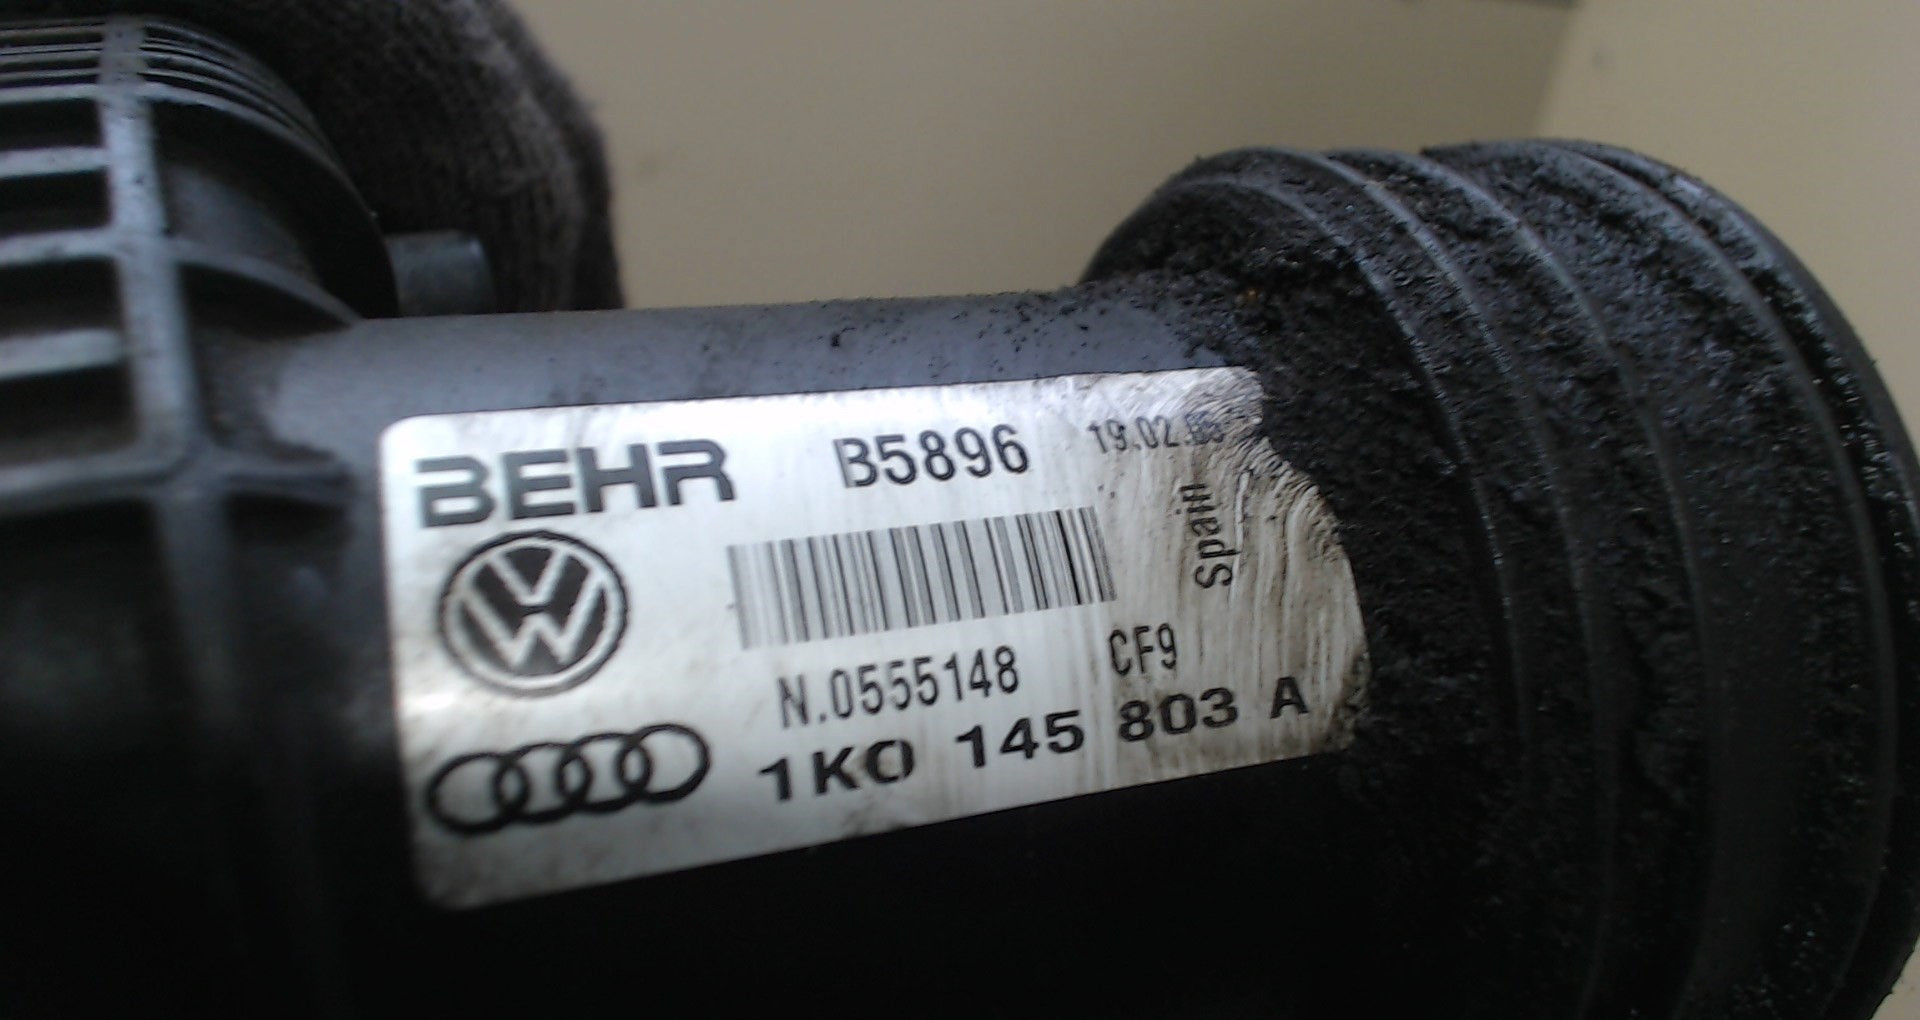 BEHR B5896
Spain
N.0555148 CF9
1K0 145 803 A